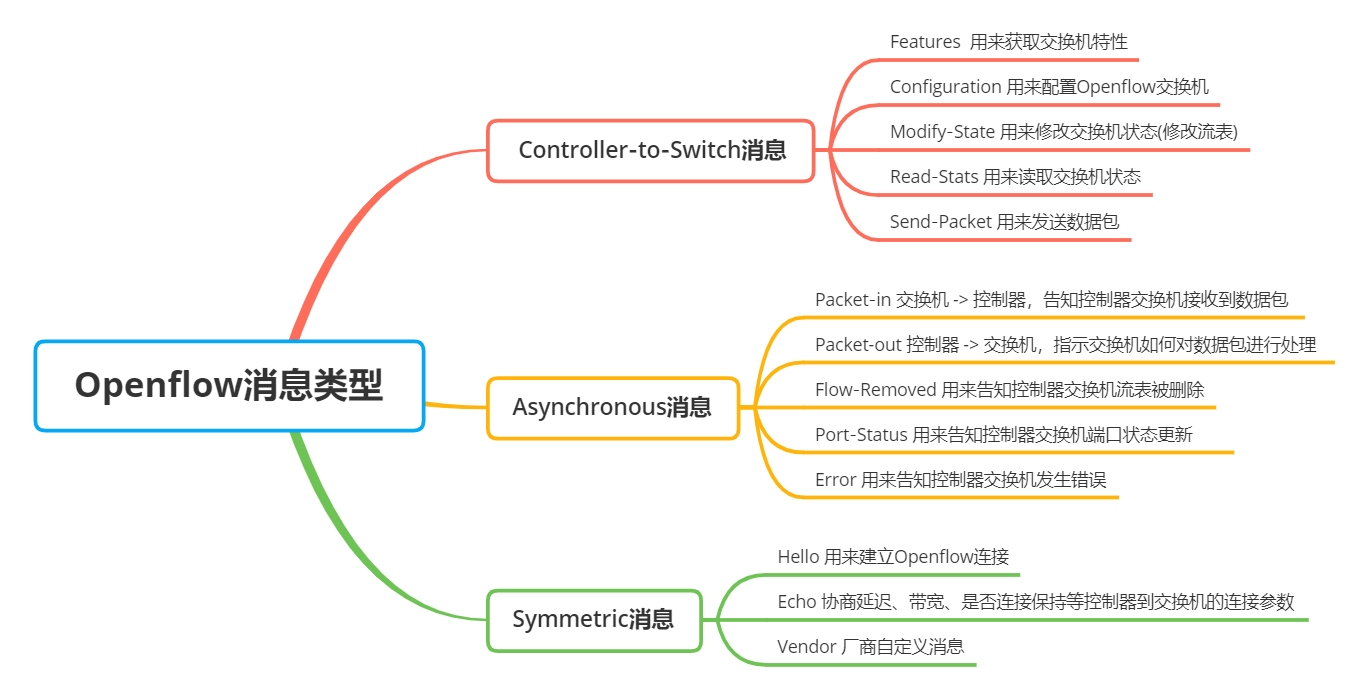 Openflow消息类型
Controller-to-Switch消息
Features 用来获取交换机特性
Configuration 用来配置Openflow交换机
Modify-State 用来修改交换机状态(修改流表)
Read-Stats 用来读取交换机状态
Send-Packet 用来发送数据包
Asynchronous消息
Packet-in 交换机 -> 控制器，告知控制器交换机接收到数据包
Packet-out 控制器 -> 交换机，指示交换机如何对数据包进行处理
Flow-Removed 用来告知控制器交换机流表被删除
Port-Status 用来告知控制器交换机端口状态更新
Error 用来告知控制器交换机发生错误
Symmetric消息
Hello 用来建立Openflow连接
Echo 协商延迟、带宽、是否连接保持等控制器到交换机的连接参数
Vendor 厂商自定义消息